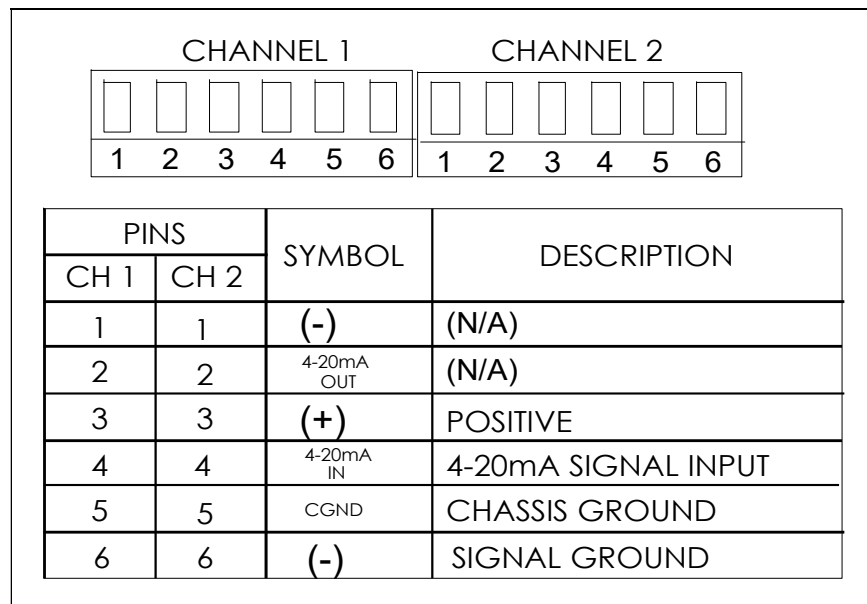 CHANNEL 1 CHANNEL 2
1 2 3 4 5 6 1 2 3 4 5 6
PINS SYMBOL DESCRIPTION
CH 1 CH 2
1 1 (-) (N/A)
2 2 4-20mA OUT (N/A)
3 3 (+) POSITIVE
4 4 4-20mA IN 4-20mA SIGNAL INPUT
5 5 CGND CHASSIS GROUND
6 6 (-) SIGNAL GROUND